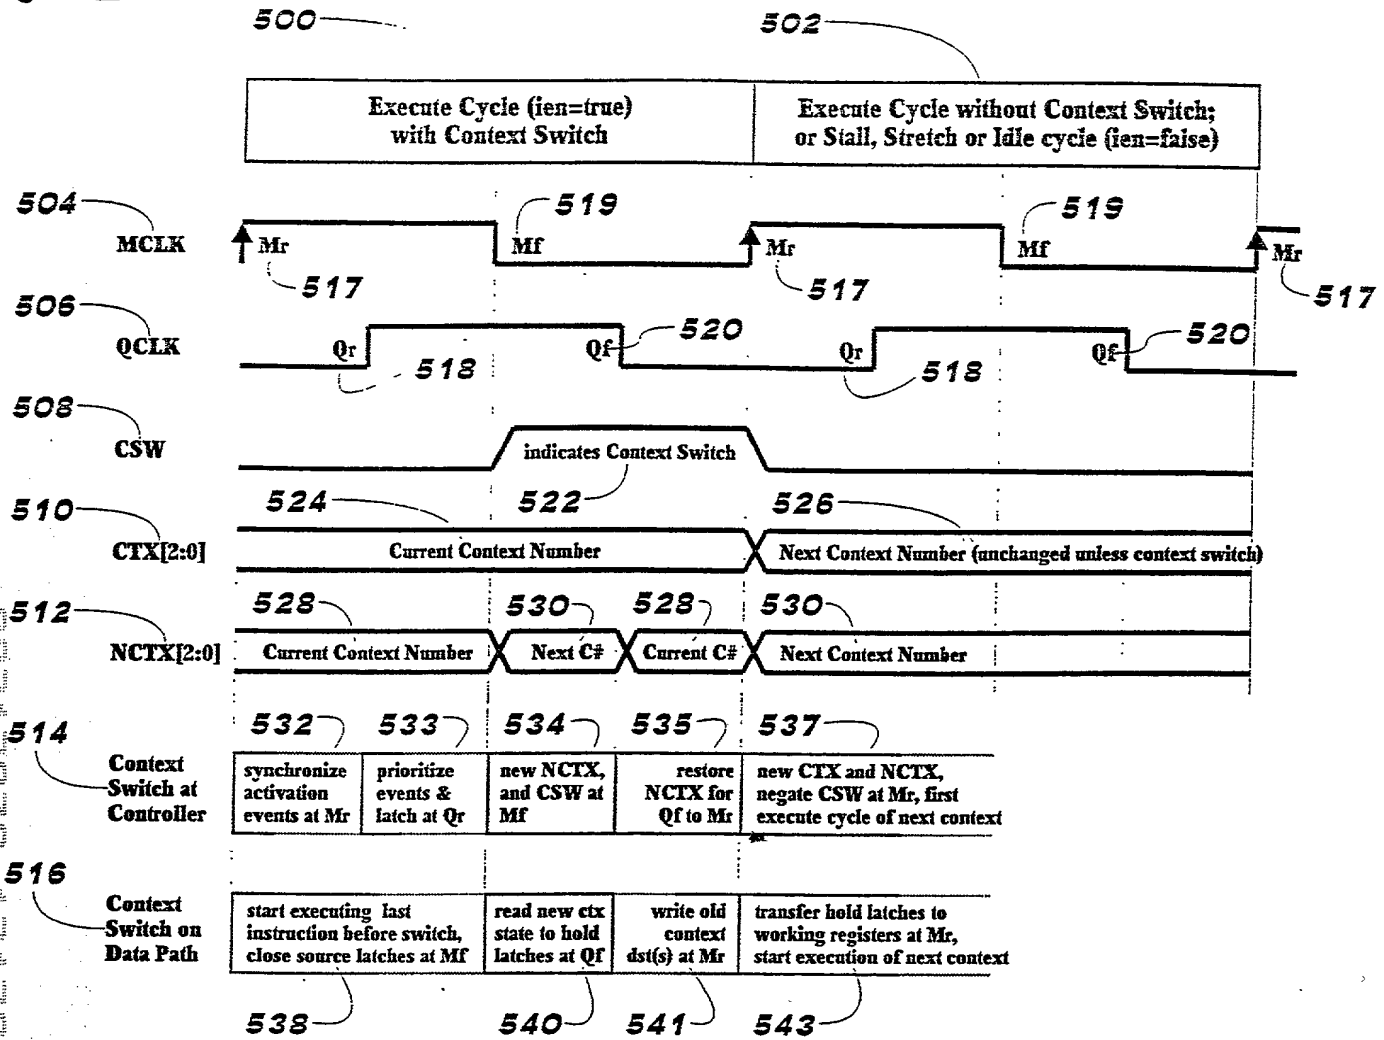 500
502
Execute Cycle (ien=true)
with Context Switch
Execute Cycle without Context Switch;
or Stall, Stretch or Idle cycle (ien=false)
504
MCLK
Mr
517
Mf
519
Mr
517
Mf
519
Mr
517
506
QCLK
Qr
518
Qf
520
Qr
518
Qf
520
508
CSW
indicates Context Switch
522
510
CTX[2:0]
524
Current Context Number
526
Next Context Number (unchanged unless context switch)
512
NCTX[2:0]
528
Current Context Number
530
Next C#
528
Current C#
530
Next Context Number
514
Context
Switch at
Controller
532
synchronize
activation
events at Mr
533
prioritize
events &
latch at Qr
534
new NCTX,
and CSW at
Mf
535
restore
NCTX for
Qf to Mr
537
new CTX and NCTX,
negate CSW at Mr, first
execute cycle of next context
516
Context
Switch on
Data Path
start executing last
instruction before switch,
close source latches at Mf
538
read new ctx
state to hold
latches at Qf
540
write old
context
dst(s) at Mr
541
transfer hold latches to
working registers at Mr,
start execution of next context
543